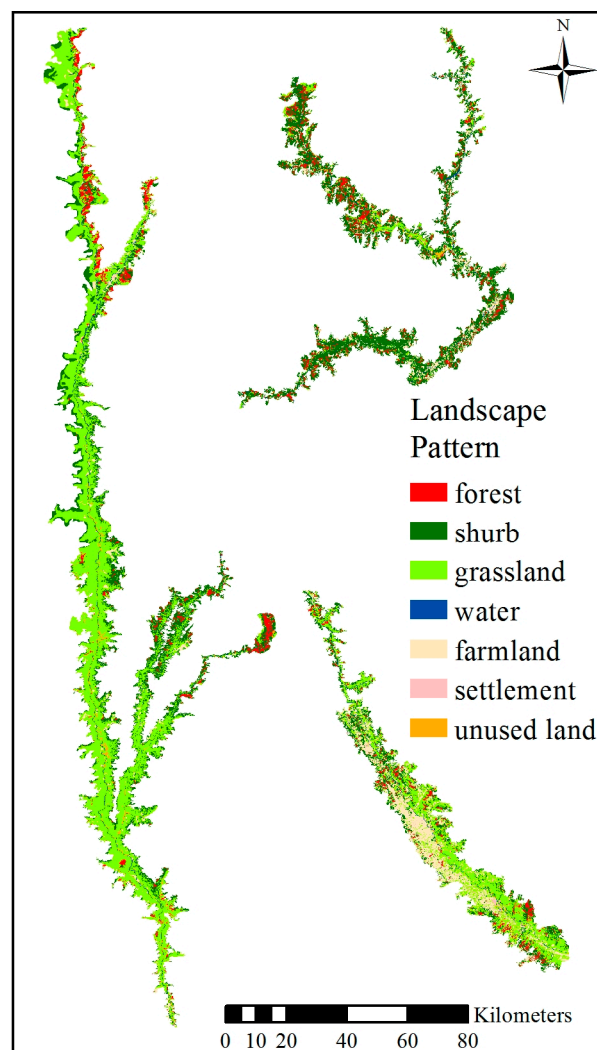 N
Landscape
Pattern
forest
shurb
grassland
water
farmland
settlement
unused land
Kilometers
0 10 20 40 60 80